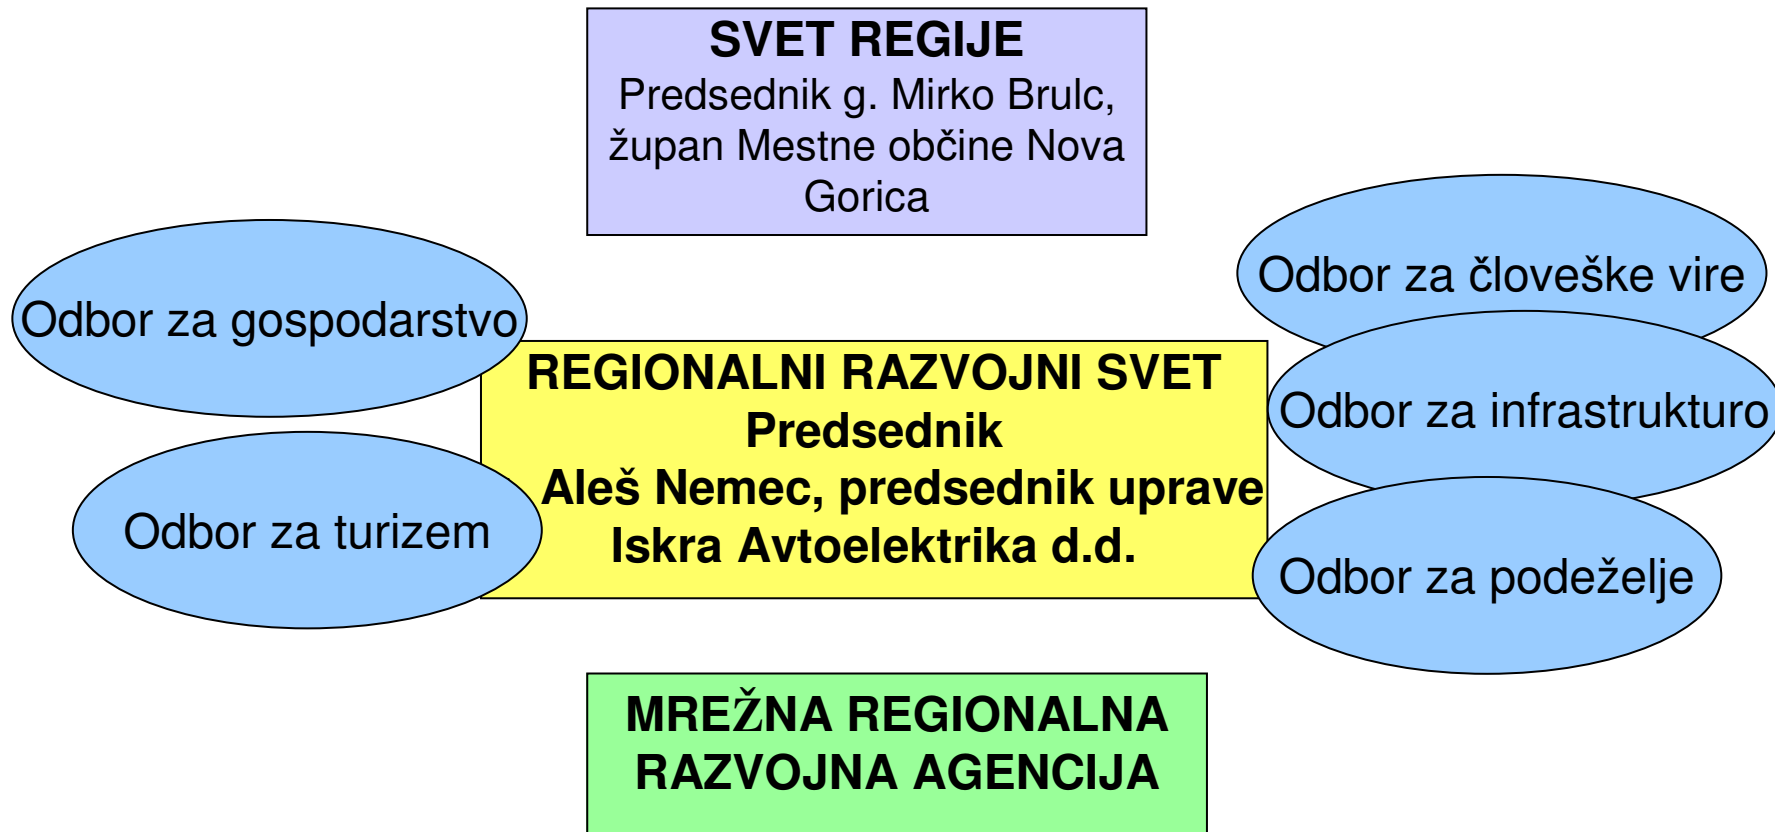 SVET REGIJE
Predsednik g. Mirko Brulc,
župan Mestne občine Nova
Gorica
Odbor za gospodarstvo
Odbor za turizem
REGIONALNI RAZVOJNI SVET
Predsednik
Aleš Nemec, predsednik uprave
Iskra Avtoelektrika d.d.
Odbor za človeške vire
Odbor za infrastrukturo
Odbor za podeželje
MREŽNA REGIONALNA
RAZVOJNA AGENCIJA